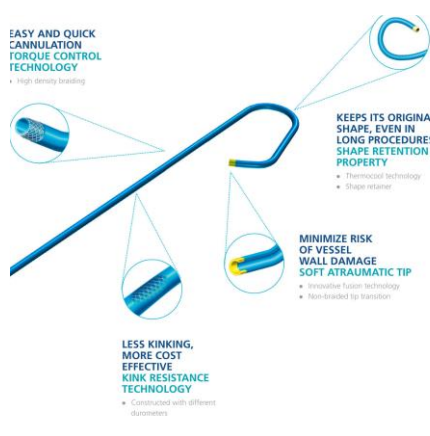 EASY AND QUICK
CANNULATION
TORQUE CONTROL
TECHNOLOGY
• High density braiding
KEEPS ITS ORIGINA
SHAPE, EVEN IN
LONG PROCEDURES
SHAPE RETENTION
PROPERTY
• Thermocool technology
• Shape retainer
MINIMIZE RISK
OF VESSEL
WALL DAMAGE
SOFT ATRAUMATIC TIP
• Innovative fusion technology
• Non-braided tip transition
LESS KINKING,
MORE COST
EFFECTIVE
KINK RESISTANCE
TECHNOLOGY
• Constructed with different
durometers